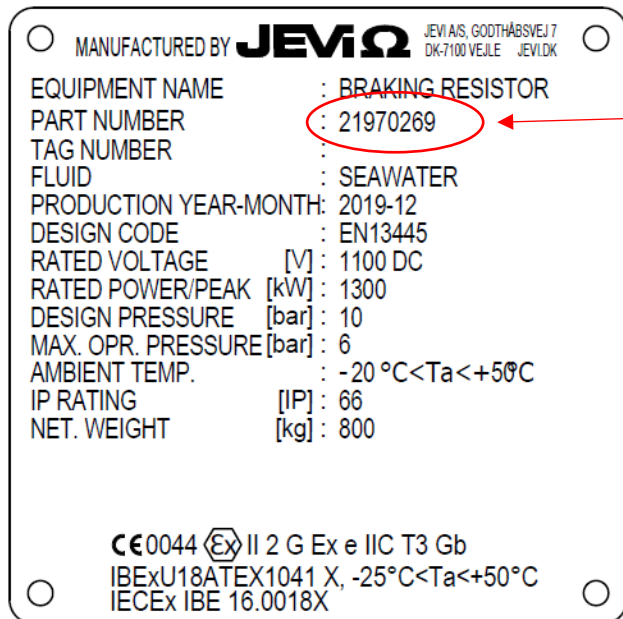 MANUFACTURED BY JEVI Ω JEVI A/S, GODTHÅBSVEJ 7
DK-7100 VEJLE JEVI.DK
EQUIPMENT NAME : BRAKING RESISTOR
PART NUMBER : 21970269
TAG NUMBER :
FLUID : SEAWATER
PRODUCTION YEAR-MONTH: 2019-12
DESIGN CODE : EN13445
RATED VOLTAGE [V] : 1100 DC
RATED POWER/PEAK [kW] : 1300
DESIGN PRESSURE [bar] : 10
MAX. OPR. PRESSURE [bar] : 6
AMBIENT TEMP. : -20 °C<Ta<+50°C
IP RATING [IP] : 66
NET. WEIGHT [kg] : 800
CE0044 Ex II 2 G Ex e IIC T3 Gb
IBExU18ATEX1041 X, -25°C<Ta<+50°C
IECEx IBE 16.0018X